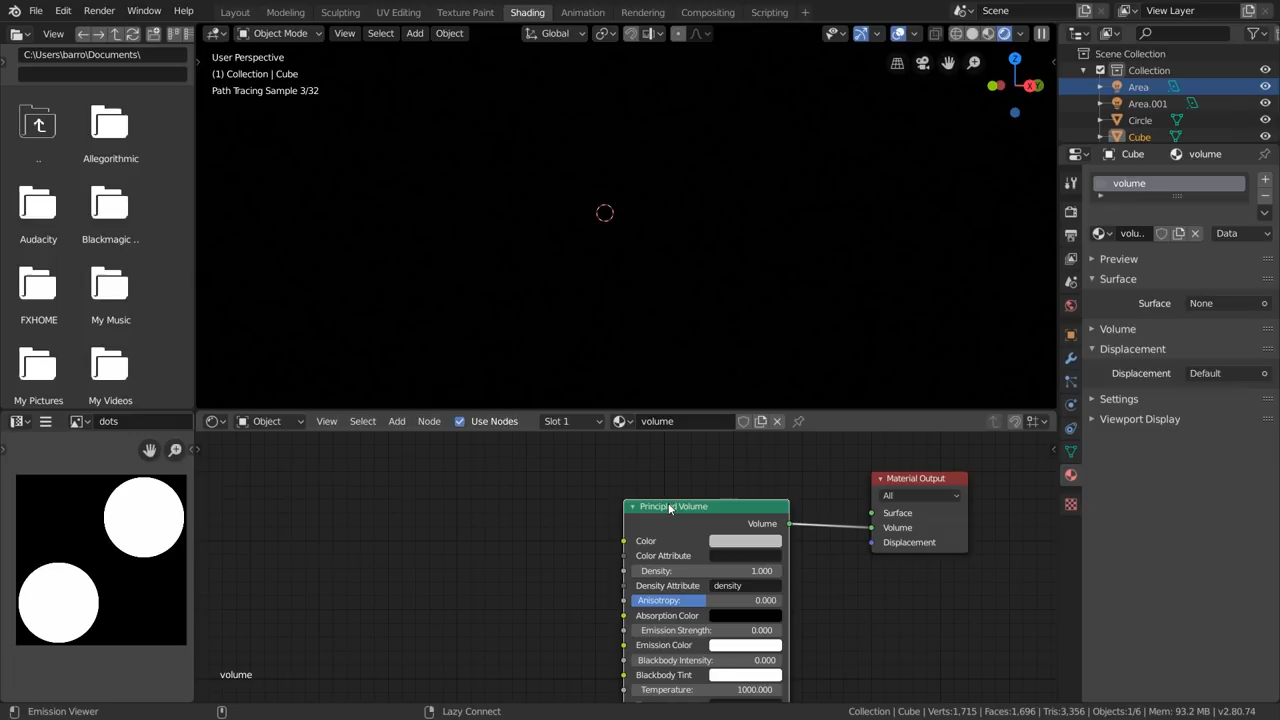 File Edit Render Window Help Layout Modeling Sculpting UV Editing Texture Paint Shading Animation Rendering Compositing Scripting Scene View Layer
View Object Mode View Select Add Object Global
C:\Users\barro\Documents\
.. Allegorithmic
Audacity Blackmagic ..
FXHOME My Music
My Pictures My Videos
User Perspective
(1) Collection | Cube
Path Tracing Sample 3/32
Z
X Y
Scene Collection
Collection
Area
Area.001
Circle
Cube
Cube volume
volume
volu.. Data
Preview
Surface
Surface None
Volume
Displacement
Displacement Default
Settings
Viewport Display
dots
Object View Select Add Node Use Nodes Slot 1 volume
Principled Volume
Volume
Color
Color Attribute
Density: 1.000
Density Attribute density
Anisotropy: 0.000
Absorption Color
Emission Strength: 0.000
Emission Color
Blackbody Intensity: 0.000
Blackbody Tint
Temperature: 1000.000
Material Output
All
Surface
Volume
Displacement
volume
Emission Viewer Lazy Connect Collection | Cube | Verts:1,715 | Faces:1,696 | Tris:3,356 | Objects:1/6 | Mem: 93.2 MB | v2.80.74